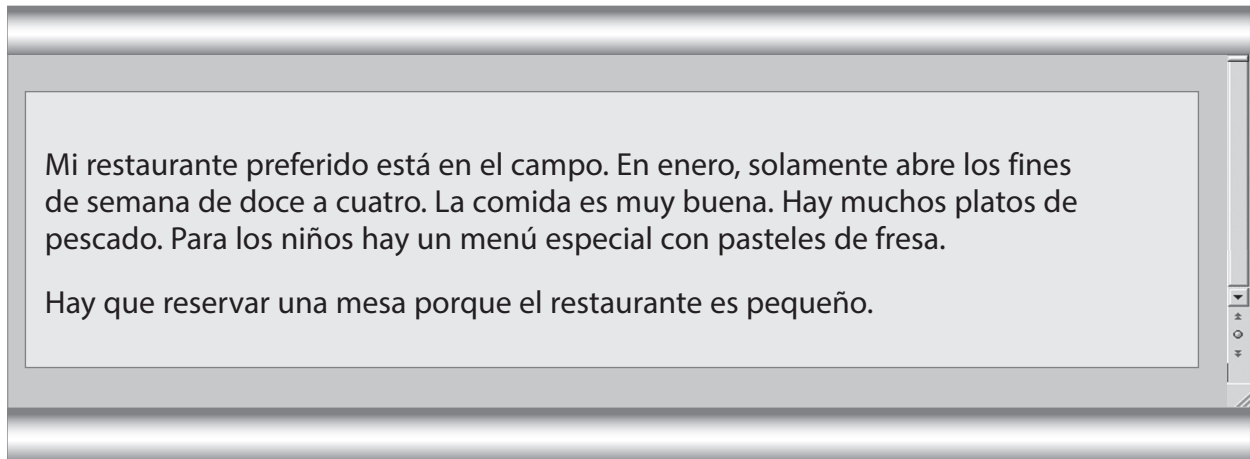 Mi restaurante preferido está en el campo. En enero, solamente abre los fines
de semana de doce a cuatro. La comida es muy buena. Hay muchos platos de
pescado. Para los niños hay un menú especial con pasteles de fresa.
Hay que reservar una mesa porque el restaurante es pequeño.